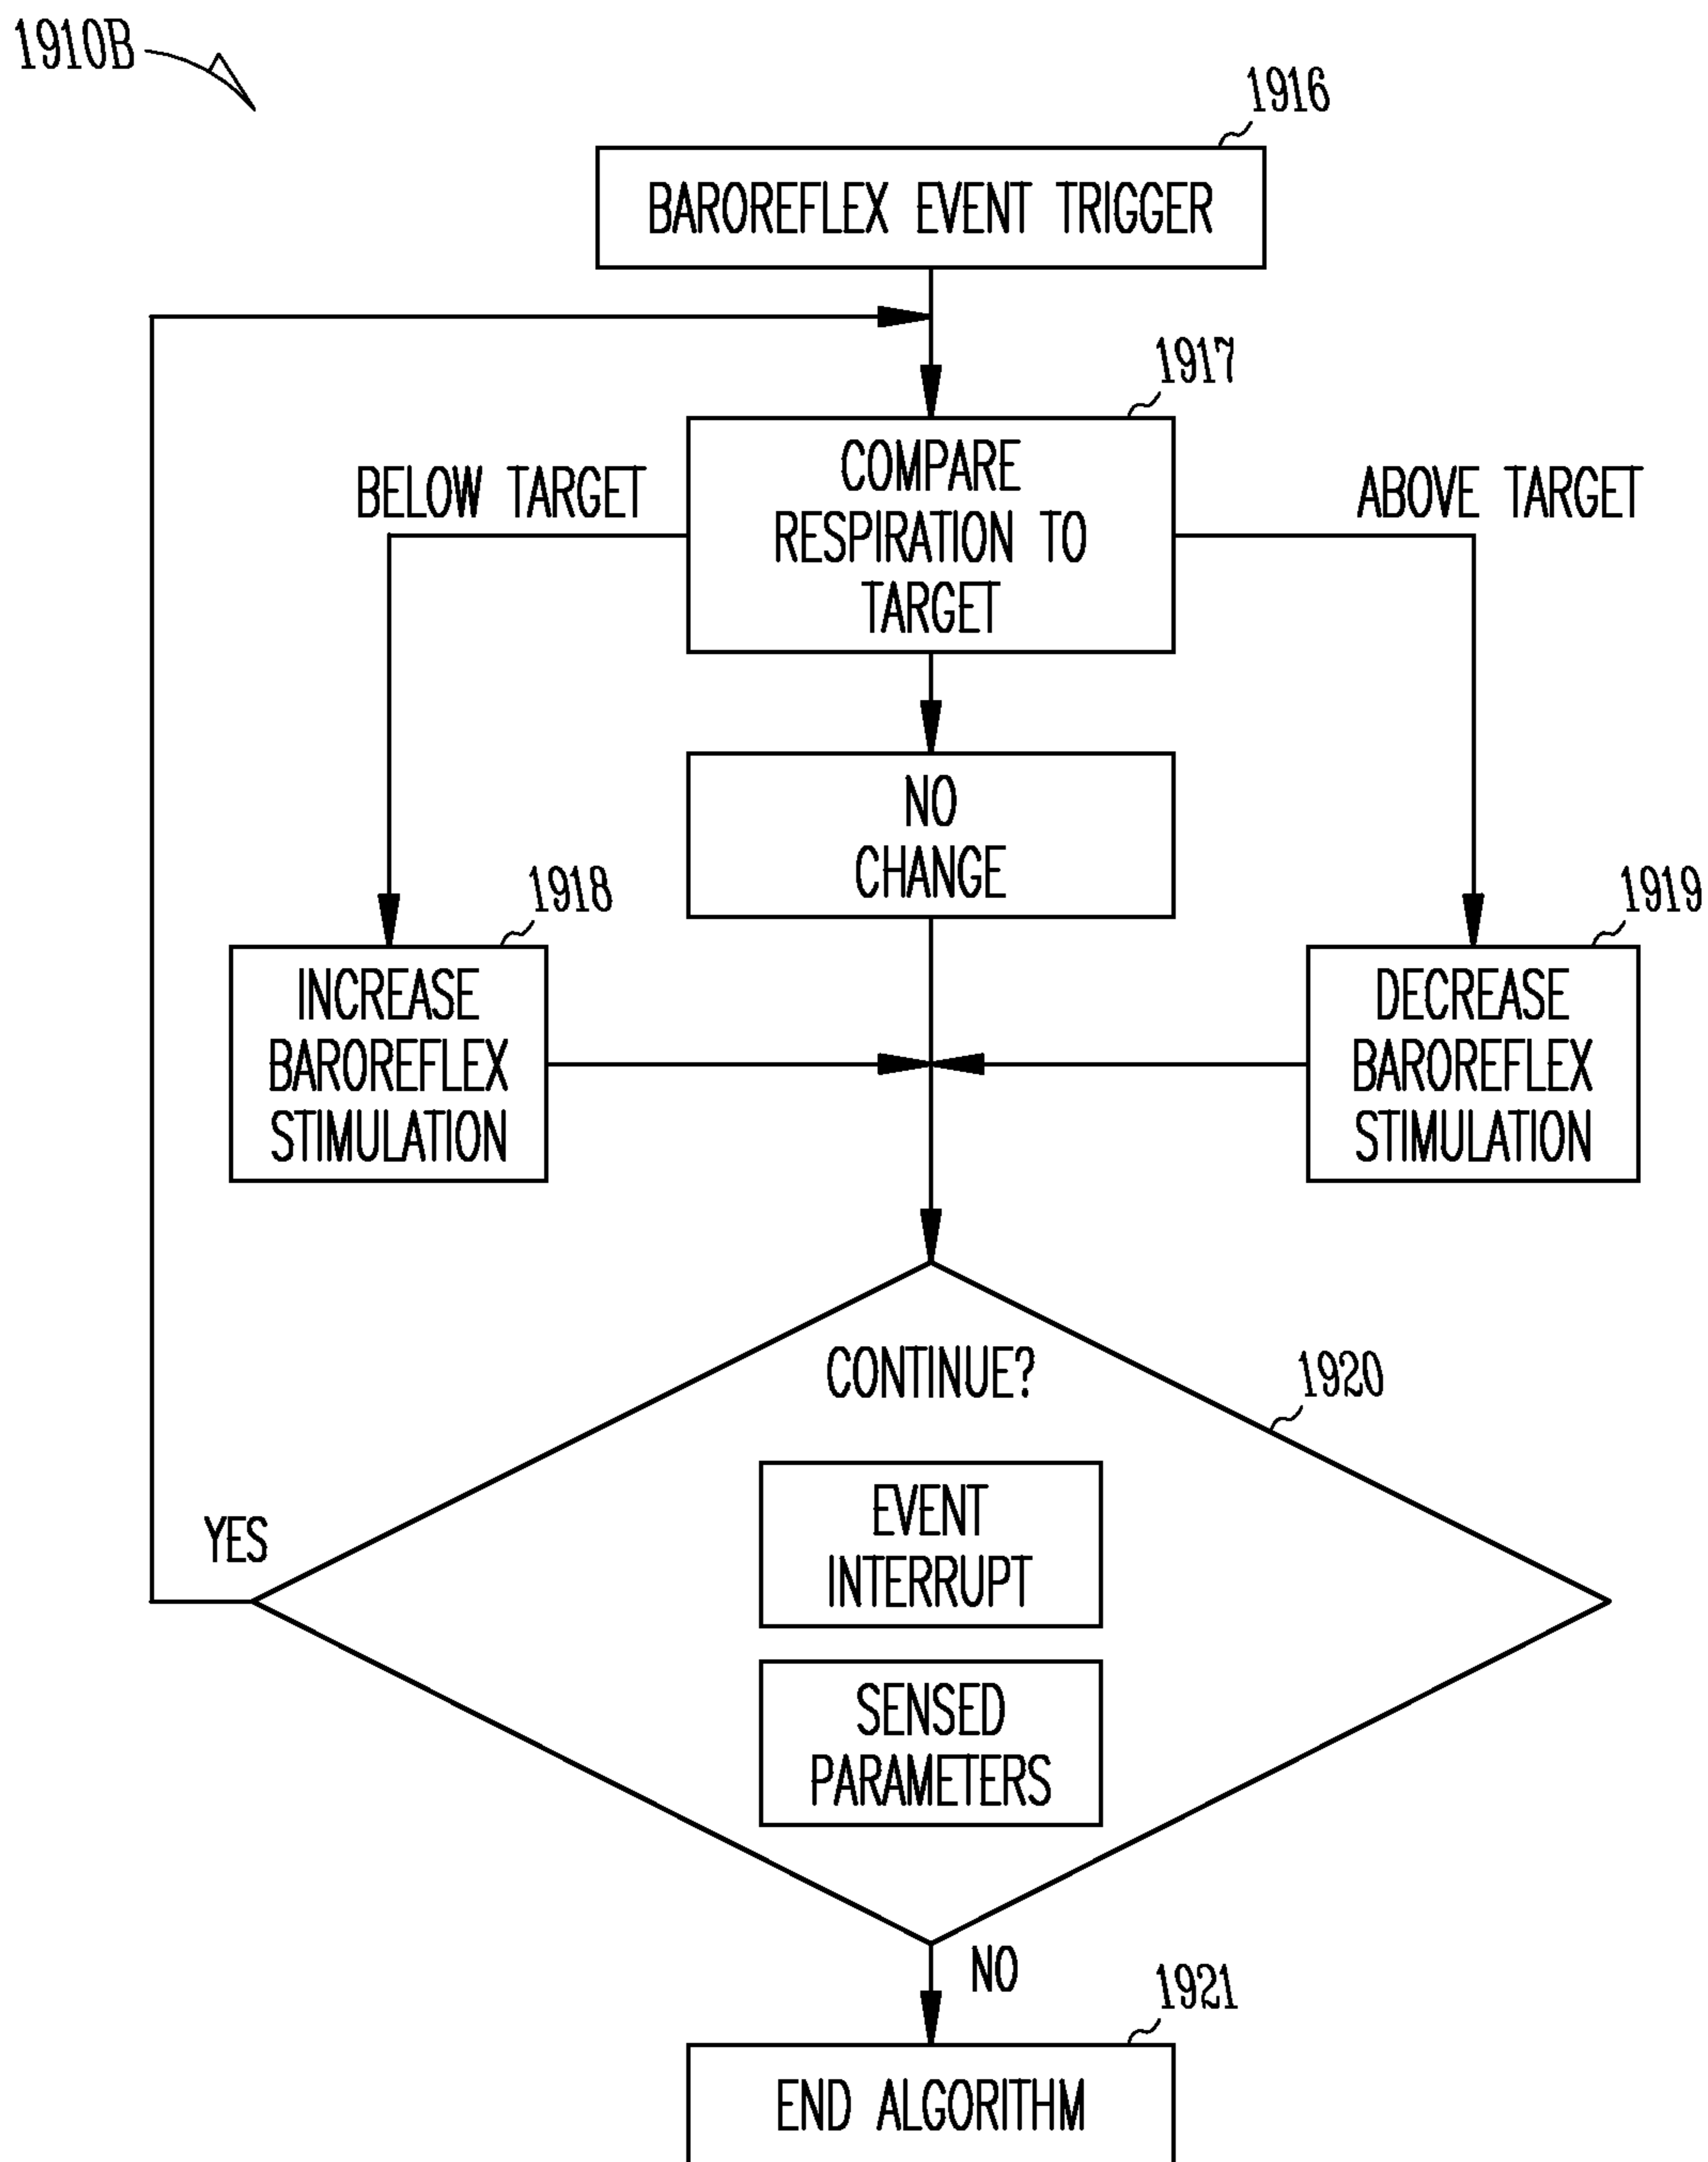 1910B
1916
BAROREFLEX EVENT TRIGGER
1917
COMPARE
RESPIRATION TO
TARGET
BELOW TARGET
ABOVE TARGET
NO
CHANGE
1918
INCREASE
BAROREFLEX
STIMULATION
1919
DECREASE
BAROREFLEX
STIMULATION
CONTINUE?
1920
EVENT
INTERRUPT
YES
SENSED
PARAMETERS
NO
1921
END ALGORITHM